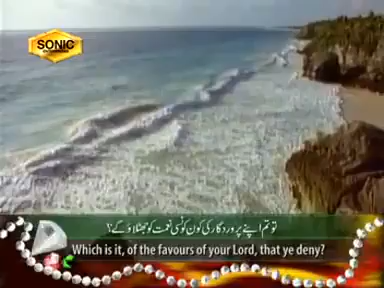 SONIC
تو تم اپنے پروردگار کی کون کونسی نعمت کو جھٹلاؤ گے؟
Which is it, of the favours of your Lord, that ye deny?
SONIC